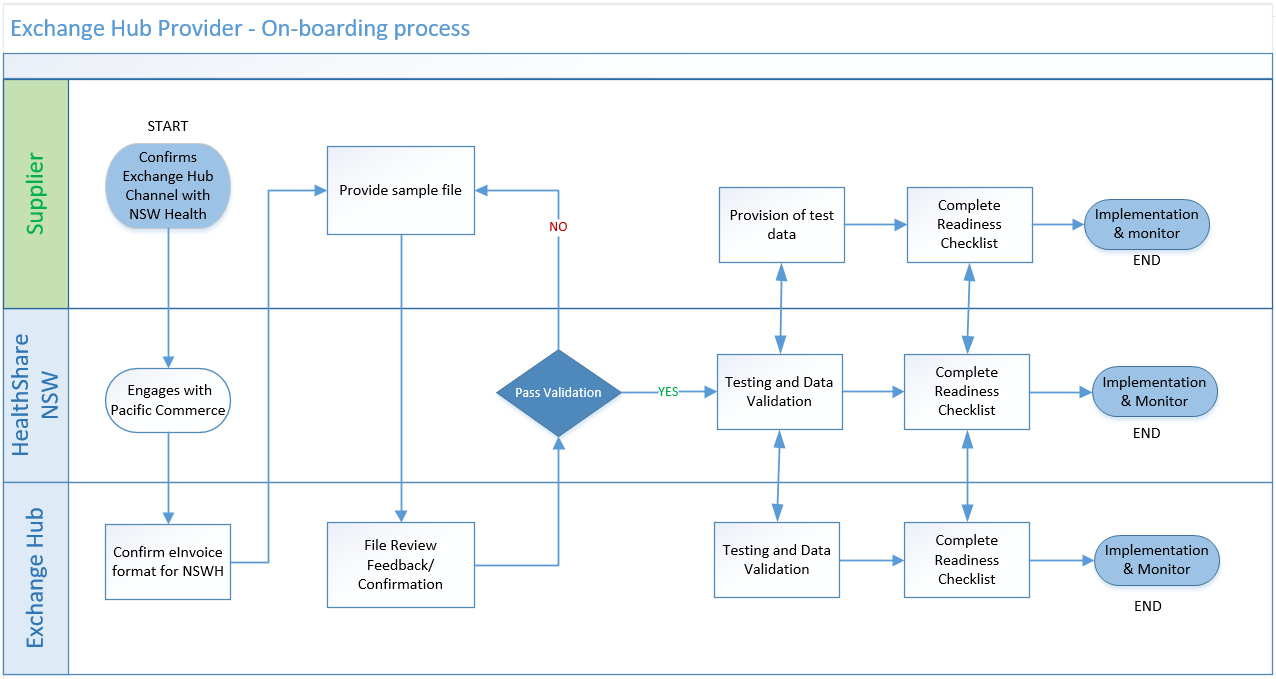 Exchange Hub Provider - On-boarding process
Supplier
START
Confirms
Exchange Hub
Channel with
NSW Health
Provide sample file
NO
Provision of test
data
Complete
Readiness
Checklist
Implementation
& monitor
END
HealthShare
NSW
Engages with
Pacific Commerce
Pass Validation
YES
Testing and Data
Validation
Complete
Readiness
Checklist
Implementation
& Monitor
END
Exchange Hub
Confirm eInvoice
format for NSWH
File Review
Feedback/
Confirmation
Testing and Data
Validation
Complete
Readiness
Checklist
Implementation
& Monitor
END